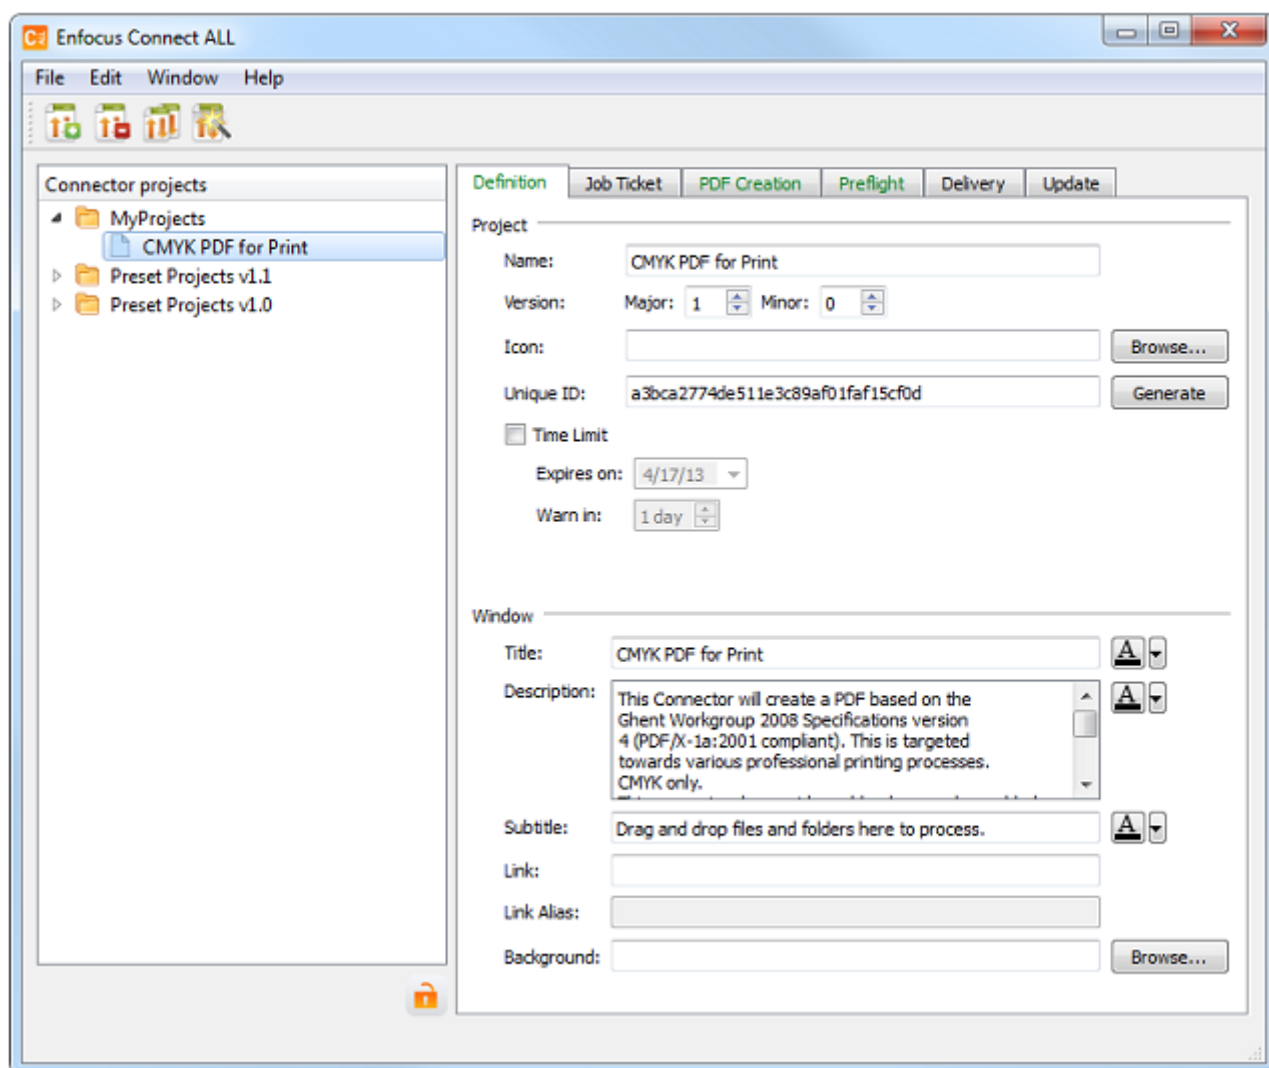 Enfocus Connect ALL
File Edit Window Help
Connector projects
MyProjects
CMYK PDF for Print
Preset Projects v1.1
Preset Projects v1.0
Definition Job Ticket PDF Creation Preflight Delivery Update
Project
Name: CMYK PDF for Print
Version: Major: 1 Minor: 0
Icon: Browse...
Unique ID: a3bca2774de511e3c89af01faf15cf0d Generate
Time Limit
Expires on: 4/17/13
Warn in: 1 day
Window
Title: CMYK PDF for Print A
Description: This Connector will create a PDF based on the A
Ghent Workgroup 2008 Specifications version
4 (PDF/X-1a:2001 compliant). This is targeted
towards various professional printing processes.
CMYK only.
Subtitle: Drag and drop files and folders here to process. A
Link:
Link Alias:
Background: Browse...